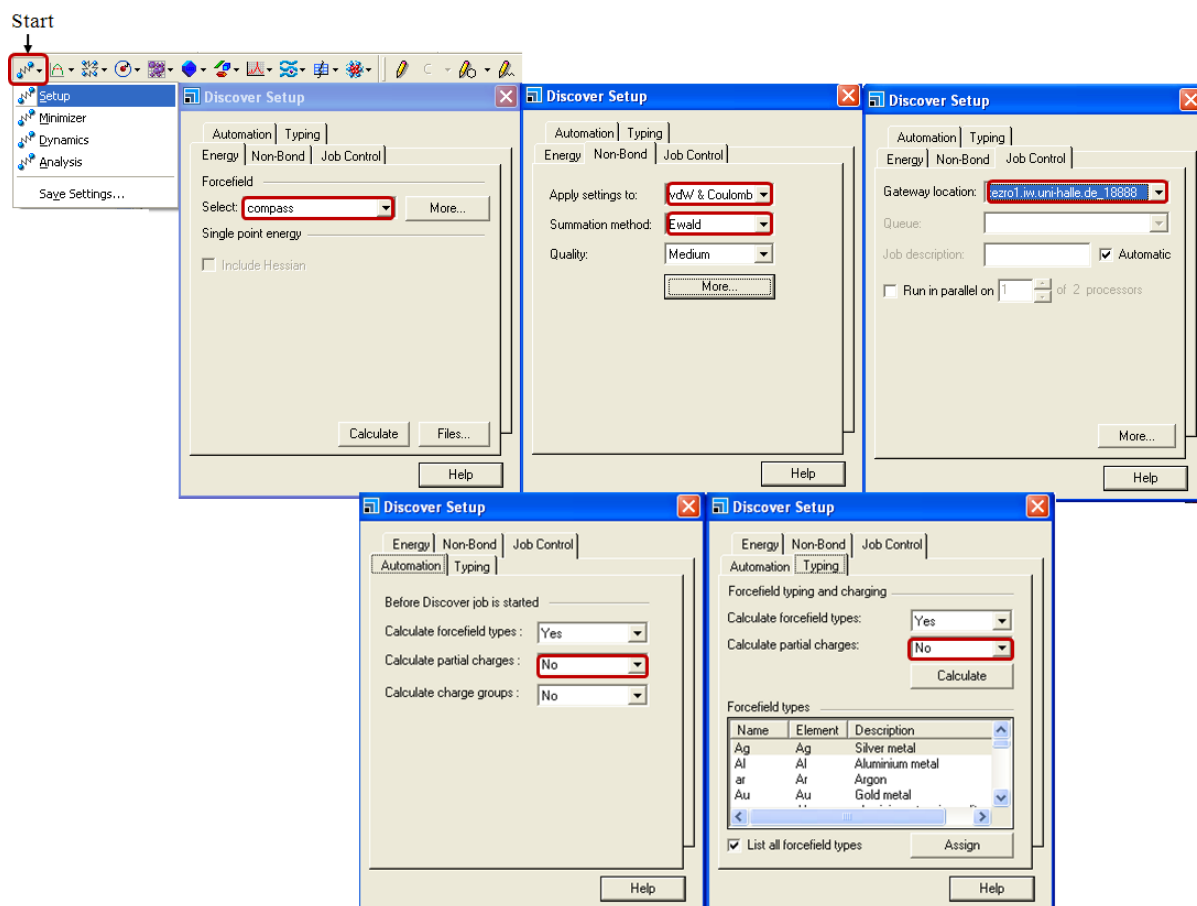 Start
Setup
Minimizer
Dynamics
Analysis
Save Settings...
Discover Setup
Automation Typing
Energy Non-Bond Job Control
Forcefield
Select: compass More...
Single point energy
Include Hessian
Calculate Files...
Help
Discover Setup
Automation Typing
Energy Non-Bond Job Control
Apply settings to: vdW & Coulomb
Summation method: Ewald
Quality: Medium
More...
Help
Discover Setup
Automation Typing
Energy Non-Bond Job Control
Gateway location: ezro1.iw.uni-halle.de_18888
Queue:
Job description: Automatic
Run in parallel on 1 of 2 processors
More...
Help
Discover Setup
Energy Non-Bond Job Control
Automation Typing
Before Discover job is started
Calculate forcefield types : Yes
Calculate partial charges : No
Calculate charge groups : No
Help
Discover Setup
Energy Non-Bond Job Control
Automation Typing
Forcefield typing and charging
Calculate forcefield types: Yes
Calculate partial charges: No
Calculate
Forcefield types
Name Element Description
Ag Ag Silver metal
Al Al Aluminium metal
ar Ar Argon
Au Au Gold metal
List all forcefield types Assign
Help